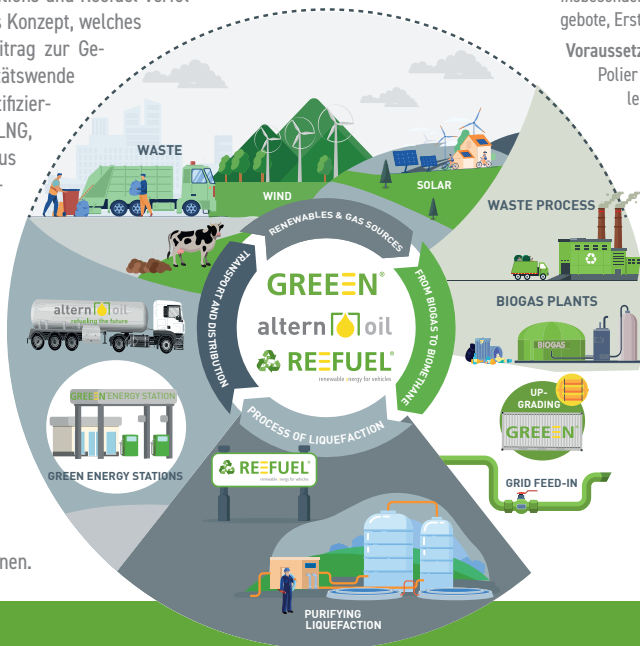 s Konzept, welches
itrag zur Ge-
tätswende
tifizier-
LNG,
us
gebote, Erst
Voraussetz
Polier
le
WASTE
WIND
SOLAR
WASTE PROCESS
BIOGAS PLANTS
BIOGAS
RENEWABLES & GAS SOURCES
FROM BIOGAS TO BIOMETHANE
PROCESS OF LIQUEFACTION
TRANSPORT AND DISTRIBUTION
GREEEN®
altern oil
REEFUEL®
renewable energy for vehicles
altern oil
refueling the future
GREEEN ENERGY STATION
GREEN ENERGY STATIONS
UP-
GRADING
GREEEN
GRID FEED-IN
REEFUEL®
renewable energy for vehicles
PURIFYING
LIQUEFACTION
nen.